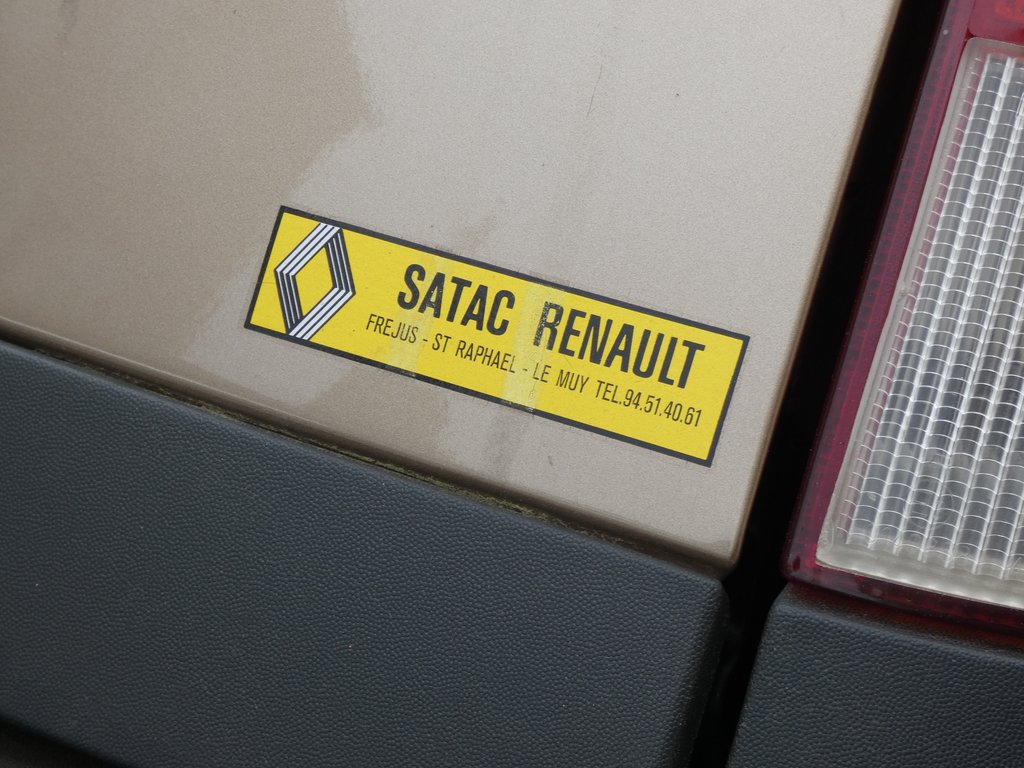 SATAC RENAULT
FREJUS - ST RAPHAEL - LE MUY TEL.94.51.40.61